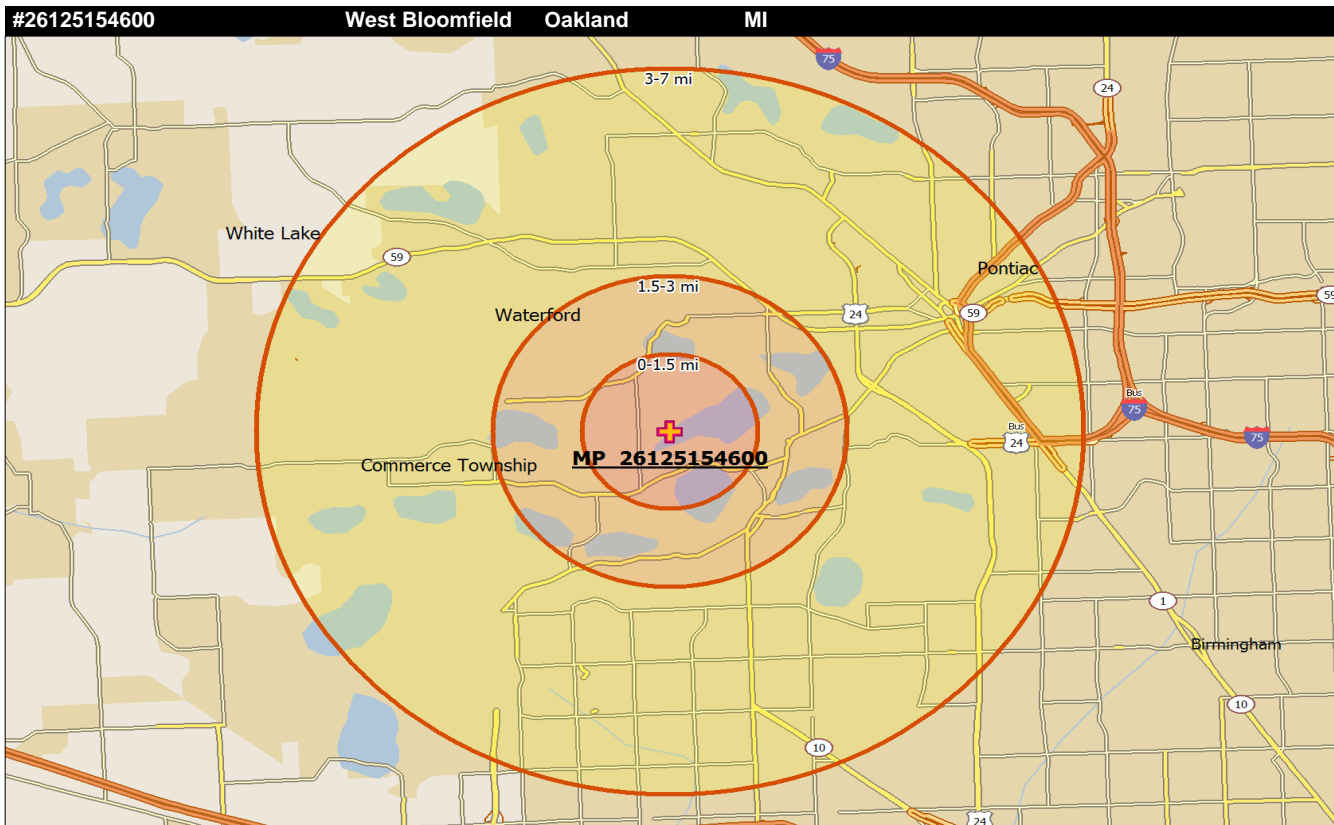 #26125154600 West Bloomfield Oakland MI
75
3-7 mi
24
White Lake
59
Pontiac
1.5-3 mi
59
Waterford
24
59
0-1.5 mi
Bus
75
Bus
24
75
MP 26125154600
Commerce Township
1
Birmingham
10
10
24